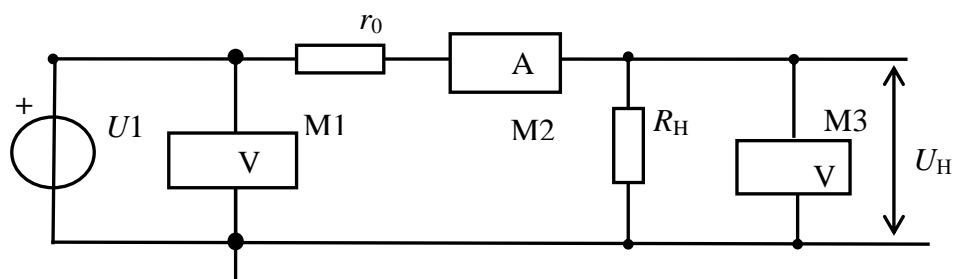 r₀
A
+
U1
M1
V
M2
Rн
M3
V
Uн